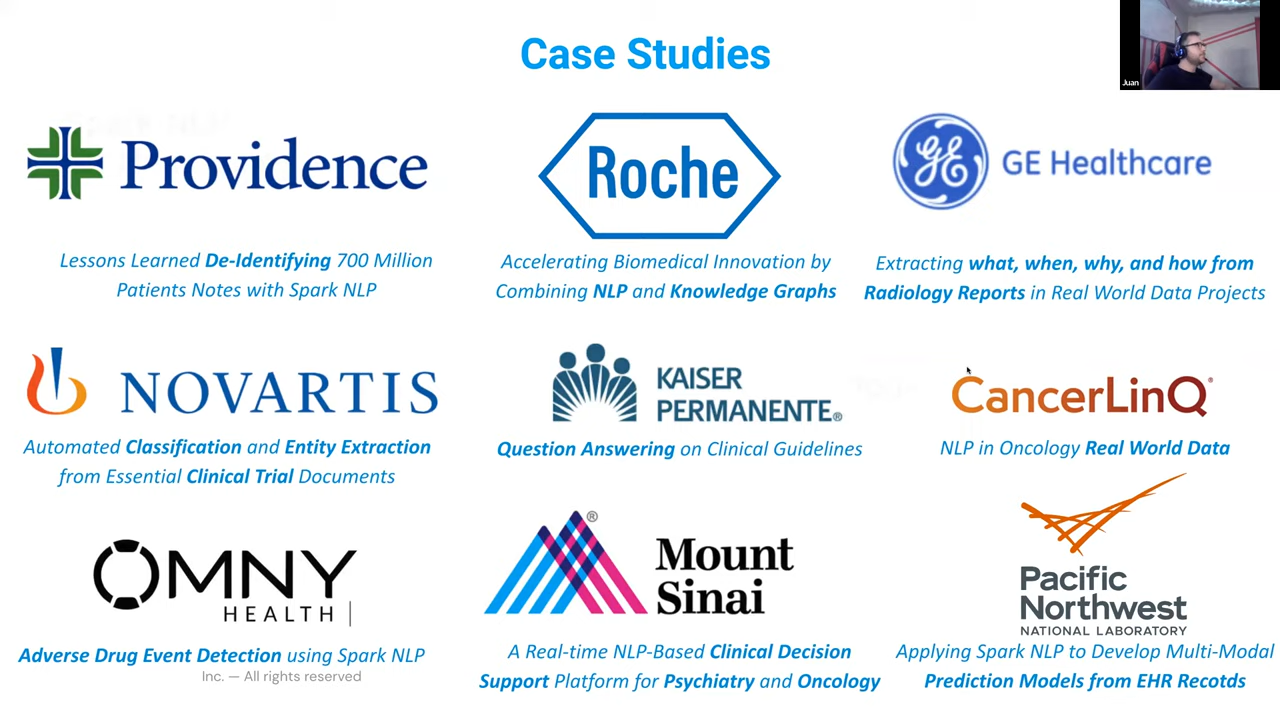 Case Studies
Juan
Providence
Lessons Learned De-Identifying 700 Million
Patients Notes with Spark NLP
Roche
Accelerating Biomedical Innovation by
Combining NLP and Knowledge Graphs
GE GE Healthcare
Extracting what, when, why, and how from
Radiology Reports in Real World Data Projects
NOVARTIS
Automated Classification and Entity Extraction
from Essential Clinical Trial Documents
KAISER
PERMANENTE®
Question Answering on Clinical Guidelines
CancerLinQ®
NLP in Oncology Real World Data
OMNY
HEALTH
Adverse Drug Event Detection using Spark NLP
Inc. — All rights reserved
®
Mount
Sinai
A Real-time NLP-Based Clinical Decision
Support Platform for Psychiatry and Oncology
Pacific
Northwest
NATIONAL LABORATORY
Applying Spark NLP to Develop Multi-Modal
Prediction Models from EHR Recotds